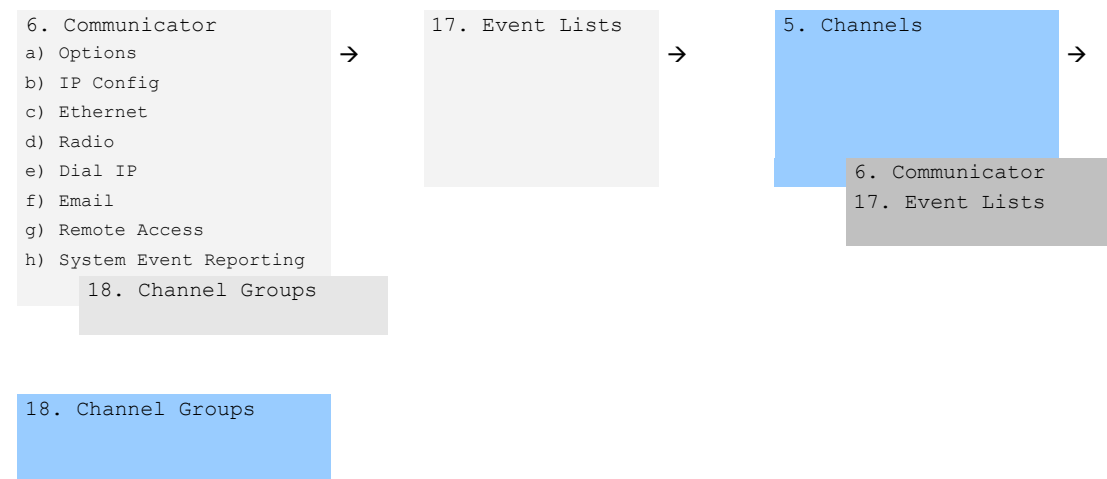 6. Communicator
a) Options
b) IP Config
c) Ethernet
d) Radio
e) Dial IP
f) Email
g) Remote Access
h) System Event Reporting
18. Channel Groups
→
17. Event Lists
→
5. Channels
→
6. Communicator
17. Event Lists
18. Channel Groups